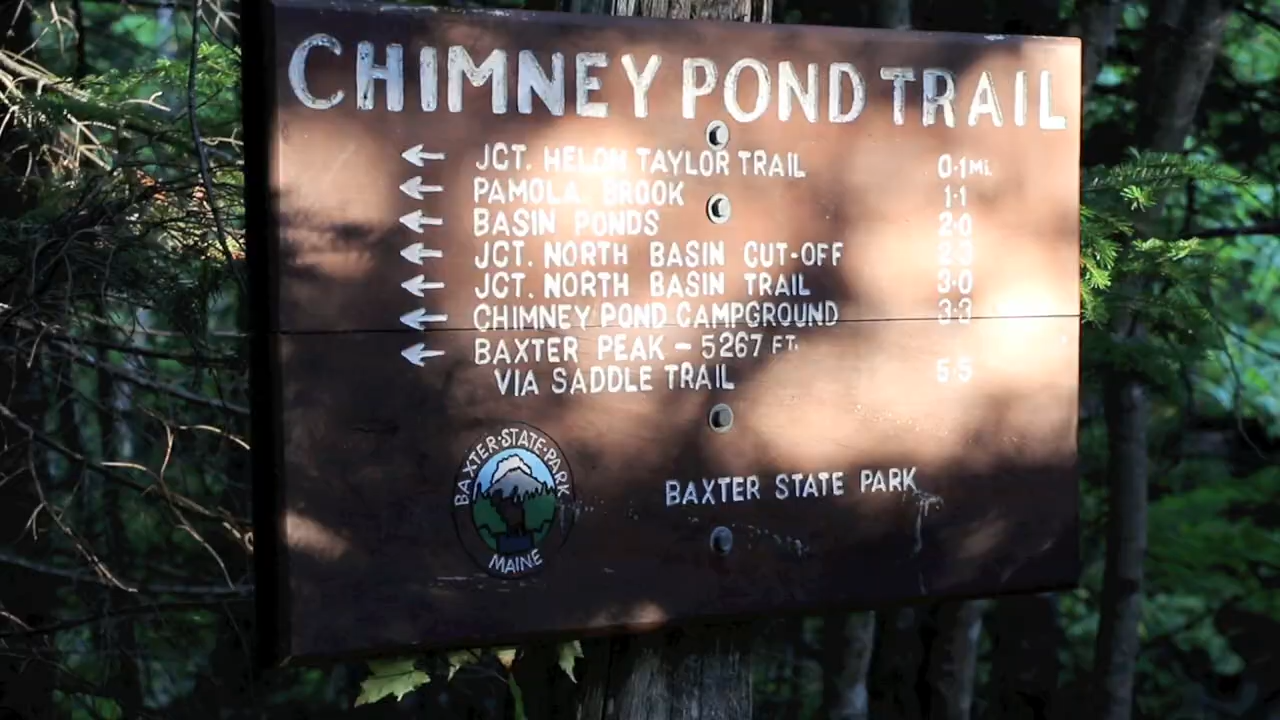 CHIMNEY POND TRAIL
← JCT. HELON TAYLOR TRAIL 0.1 MI.
← PAMOLA BROOK 1.1
← BASIN PONDS 2.0
← JCT. NORTH BASIN CUT-OFF 2.3
← JCT. NORTH BASIN TRAIL 3.0
← CHIMNEY POND CAMPGROUND 3.3
← BAXTER PEAK - 5267 FT.
VIA SADDLE TRAIL 5.5
BAXTER·STATE·PARK
MAINE
BAXTER STATE PARK